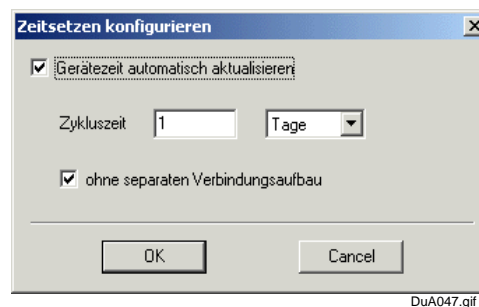 Zeitsetzen konfigurieren
Gerätezeit automatisch aktualisieren
Zykluszeit 1 Tage
ohne separaten Verbindungsaufbau
OK Cancel
DuA047.gif